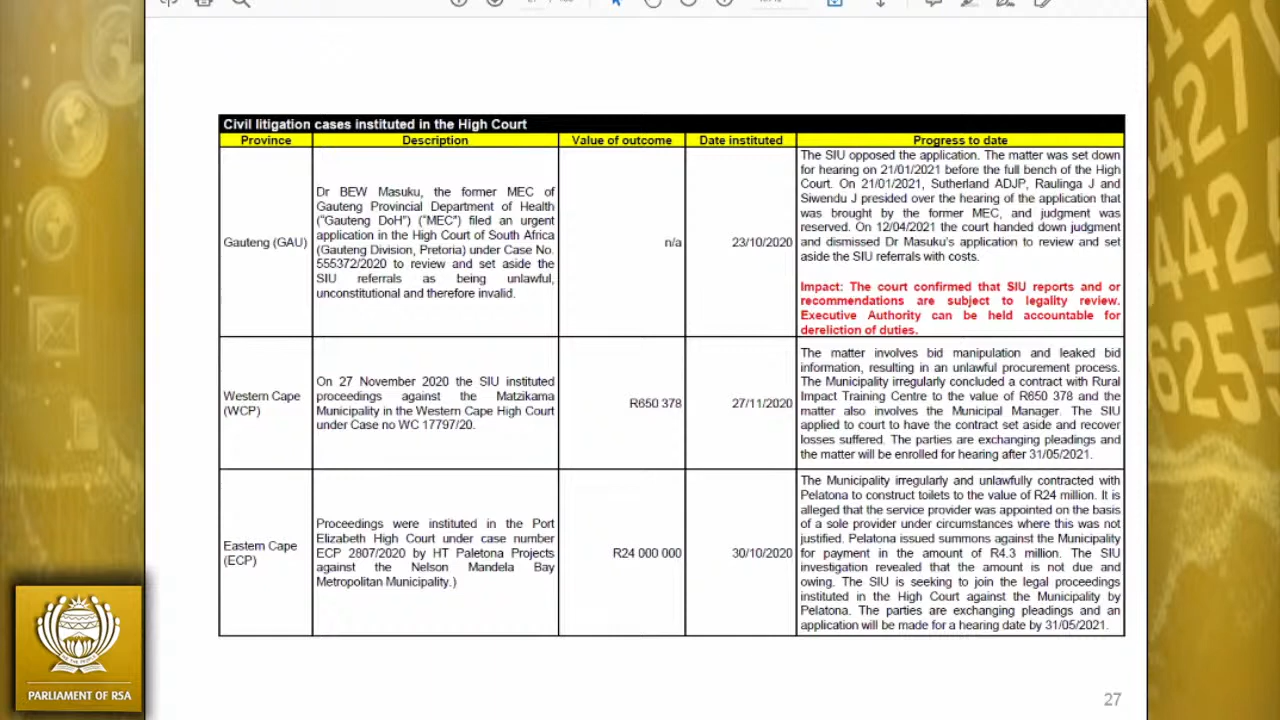 Civil litigation cases instituted in the High Court
Province
Description
Value of outcome
Date instituted
Progress to date
Gauteng (GAU)
Dr BEW Masuku, the former MEC of
Gauteng Provincial Department of Health
("Gauteng DoH") ("MEC") filed an urgent
application in the High Court of South Africa
(Gauteng Division, Pretoria) under Case No.
555372/2020 to review and set aside the
SIU referrals as being unlawful,
unconstitutional and therefore invalid.
n/a
23/10/2020
The SIU opposed the application. The matter was set down
for hearing on 21/01/2021 before the full bench of the High
Court. On 21/01/2021, Sutherland ADJP, Raulinga J and
Siwendu J presided over the hearing of the application that
was brought by the former MEC, and judgment was
reserved. On 12/04/2021 the court handed down judgment
and dismissed Dr Masuku's application to review and set
aside the SIU referrals with costs.
Impact: The court confirmed that SIU reports and or
recommendations are subject to legality review.
Executive Authority can be held accountable for
dereliction of duties.
Western Cape
(WCP)
On 27 November 2020 the SIU instituted
proceedings against the Matzikama
Municipality in the Western Cape High Court
under Case no WC 17797/20.
R650 378
27/11/2020
The matter involves bid manipulation and leaked bid
information, resulting in an unlawful procurement process.
The Municipality irregularly concluded a contract with Rural
Impact Training Centre to the value of R650 378 and the
matter also involves the Municipal Manager. The SIU
applied to court to have the contract set aside and recover
losses suffered. The parties are exchanging pleadings and
the matter will be enrolled for hearing after 31/05/2021.
Eastern Cape
(ECP)
Proceedings were instituted in the Port
Elizabeth High Court under case number
ECP 2807/2020 by HT Paletona Projects
against the Nelson Mandela Bay
Metropolitan Municipality.)
R24 000 000
30/10/2020
The Municipality irregularly and unlawfully contracted with
Pelatona to construct toilets to the value of R24 million. It is
alleged that the service provider was appointed on the basis
of a sole provider under circumstances where this was not
justified. Pelatona issued summons against the Municipality
for payment in the amount of R4.3 million. The SIU
investigation revealed that the amount is not due and
owing. The SIU is seeking to join the legal proceedings
instituted in the High Court against the Municipality by
Pelatona. The parties are exchanging pleadings and an
application will be made for a hearing date by 31/05/2021.
27
PARLIAMENT OF RSA